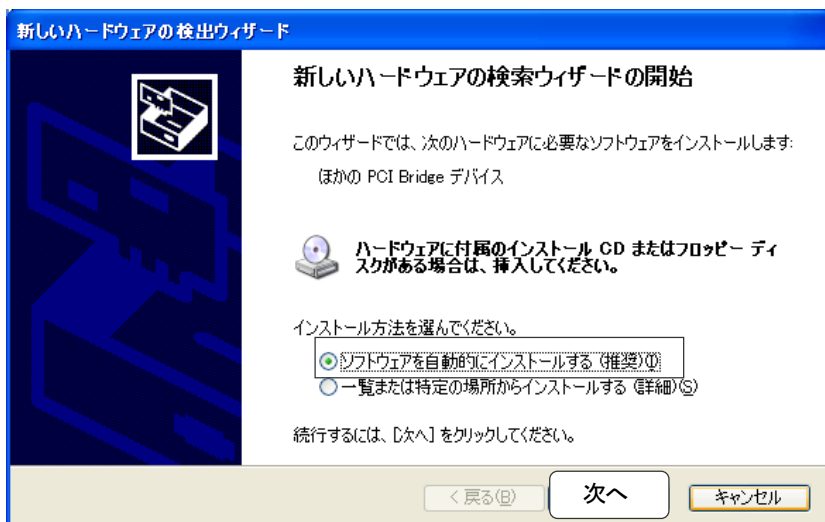 新しいハードウェアの検出ウィザード
新しいハードウェアの検索ウィザードの開始
このウィザードでは、次のハードウェアに必要なソフトウェアをインストールします:
ほかの PCI Bridge デバイス
ハードウェアに付属のインストール CD またはフロッピー ディ
スクがある場合は、挿入してください。
インストール方法を選んでください。
ソフトウェアを自動的にインストールする (推奨)(I)
一覧または特定の場所からインストールする (詳細)(S)
続行するには、[次へ] をクリックしてください。
< 戻る(B)
次へ
キャンセル